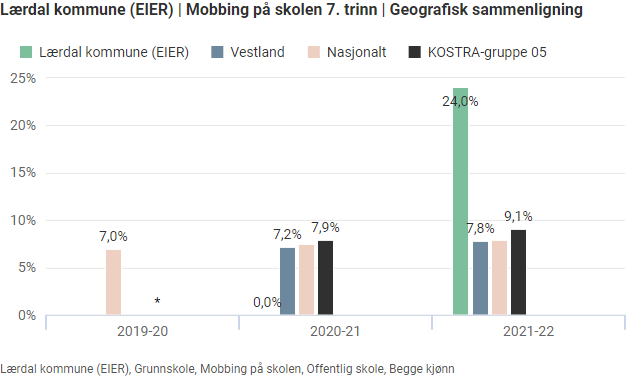 Lærdal kommune (EIER) | Mobbing på skolen 7. trinn | Geografisk sammenligning
Lærdal kommune (EIER) Vestland Nasjonalt KOSTRA-gruppe 05
25%
24,0%
20%
15%
10%
9,1%
7,0% 7,2% 7,9% 7,8%
5%
0% * 0,0%
2019-20 2020-21 2021-22
Lærdal kommune (EIER), Grunnskole, Mobbing på skolen, Offentlig skole, Begge kjønn